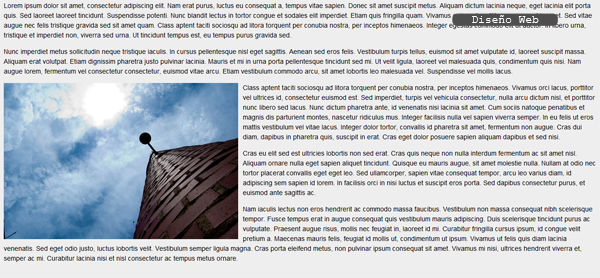 Lorem ipsum dolor sit amet, consectetur adipiscing elit. Nam erat purus, luctus eu consequat a, tempus vitae sapien. Donec sit amet suscipit metus. Aliquam dictum lacinia neque, eget lacinia elit porta
quis. Sed laoreet tincidunt. Suspendisse potenti. Nunc blandit lectus in tortor congue et sodales elit imperdiet. Etiam quis fringilla quam. Vivamus
Diseño Web
augue nec felis tristique gravida sed sit amet quam. Class aptent taciti sociosqu ad litora torquent per conubia nostra, per inceptos himenaeos. Integer
tristique et imperdiet non, viverra sed urna. Ut tincidunt tempus est, eu tempus purus gravida sed.
Nunc imperdiet metus sollicitudin neque tristique iaculis. In cursus pellentesque nisl eget sagittis. Aenean sed eros felis. Vestibulum turpis tellus, euismod sit amet vulputate id, laoreet suscipit massa.
Aliquam erat volutpat. Etiam dignissim pharetra justo pulvinar lacinia. Mauris et mi in urna porta pellentesque tincidunt sed mi. Ut velit ligula, laoreet vel malesuada quis, condimentum quis nisi. Nam
augue lorem, fermentum vel consectetur consectetur, euismod vitae arcu. Etiam vestibulum commodo arcu, sit amet lobortis leo malesuada vel. Suspendisse vel mollis lacus.
Class aptent taciti sociosqu ad litora torquent per conubia nostra, per inceptos himenaeos. Vivamus orci lacus, porttitor
vel ultrices id, consectetur euismod est. Sed imperdiet, turpis vel vehicula consectetur, nulla arcu dictum nisl, et porttitor
nunc libero sed lacus. Nunc dictum pharetra ante, id venenatis nisi lacinia sit amet. Cum sociis natoque penatibus et
magnis dis parturient montes, nascetur ridiculus mus. Integer facilisis nulla vel sapien viverra semper. In eu felis ut eros
mattis vestibulum vel vitae lacus. Integer dolor tortor, convallis id pharetra sit amet, fermentum non augue. Cras dui
diam, dapibus in pharetra quis, suscipit in erat. Cras eget dolor posuere sapien aliquam dapibus et sed nisi.
Cras eu elit sed est ultricies lobortis non sed erat. Cras quis neque non nulla interdum fermentum ac sit amet nisl.
Aliquam ornare nulla eget sapien aliquet tincidunt. Quisque eu mauris augue, sit amet molestie nulla. Nullam at odio nec
tortor placerat convallis eget eget leo. Sed ullamcorper, sapien vitae consequat tempor, arcu leo varius diam, id
adipiscing sem sapien id lorem. In facilisis orci in nisi luctus et suscipit eros porta. Sed dapibus consectetur purus, et
euismod ante sagittis ac.
Nam iaculis lectus non eros hendrerit ac commodo massa faucibus. Vestibulum non massa consequat nibh scelerisque
tempor. Fusce tempus erat in augue consequat quis vestibulum mauris adipiscing. Duis scelerisque tincidunt purus ac
vulputate. Praesent augue risus, mollis nec feugiat in, laoreet id mi. Curabitur fringilla cursus ipsum, id congue velit
pretium a. Maecenas mauris felis, feugiat id mollis ut, condimentum ut ipsum. Vivamus ut felis quis diam lacinia
venenatis. Sed eget odio justo, luctus lobortis velit. Vestibulum semper ligula magna. Cras porta eleifend metus, non pulvinar ipsum consequat sit amet. Vivamus mi nisi, ultrices hendrerit viverra et,
semper ac mi. Curabitur lacinia nisi et nisl consectetur ac tempus metus ornare.